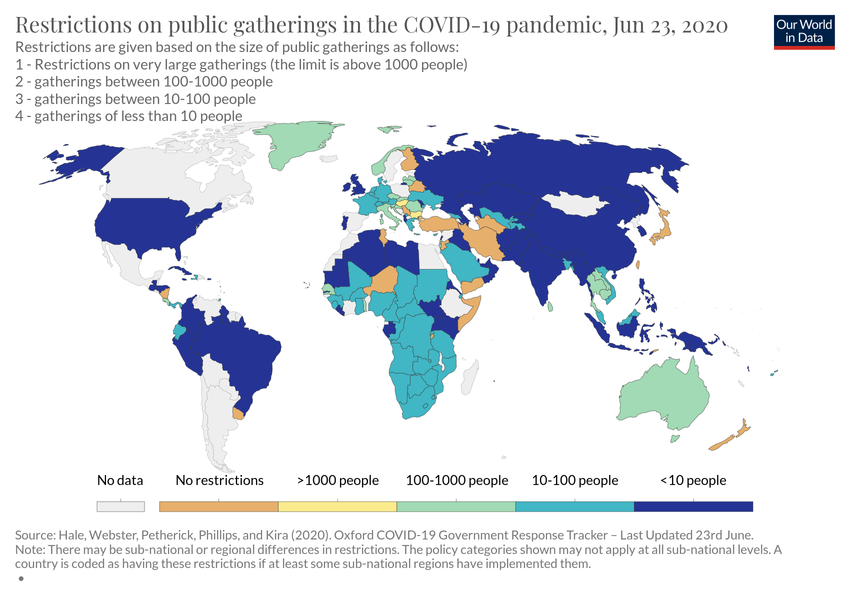 Restrictions on public gatherings in the COVID-19 pandemic, Jun 23, 2020
Our World
in Data
Restrictions are given based on the size of public gatherings as follows:
1 - Restrictions on very large gatherings (the limit is above 1000 people)
2 - gatherings between 100-1000 people
3 - gatherings between 10-100 people
4 - gatherings of less than 10 people
No data
No restrictions
>1000 people
100-1000 people
10-100 people
<10 people
Source: Hale, Webster, Petherick, Phillips, and Kira (2020). Oxford COVID-19 Government Response Tracker – Last Updated 23rd June.
Note: There may be sub-national or regional differences in restrictions. The policy categories shown may not apply at all sub-national levels. A
country is coded as having these restrictions if at least some sub-national regions have implemented them.